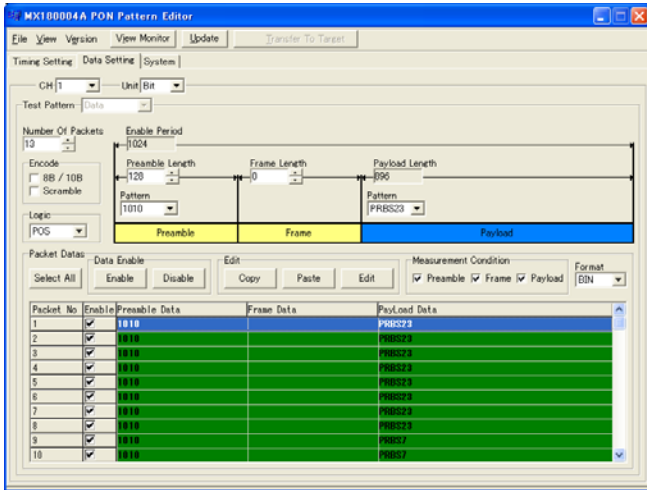 MX180004A PON Pattern Editor
File View Version View Monitor Update Transfer To Target
Timing Setting Data Setting System
CH 1 Unit Bit
Test Pattern Data
Number Of Packets Enable Period
13 1024
Encode Preamble Length Frame Length Payload Length
8B / 10B 128 0 896
Scramble Pattern Pattern
1010 PRBS23
Logic
POS Preamble Frame Payload
Packet Datas Data Enable Edit Measurement Condition Format
Select All Enable Disable Copy Paste Edit Preamble Frame Payload BIN
Packet No Enable Preamble Data Frame Data PayLoad Data
1 1010 PRBS23
2 1010 PRBS23
3 1010 PRBS23
4 1010 PRBS23
5 1010 PRBS23
6 1010 PRBS23
7 1010 PRBS23
8 1010 PRBS23
9 1010 PRBS7
10 1010 PRBS7